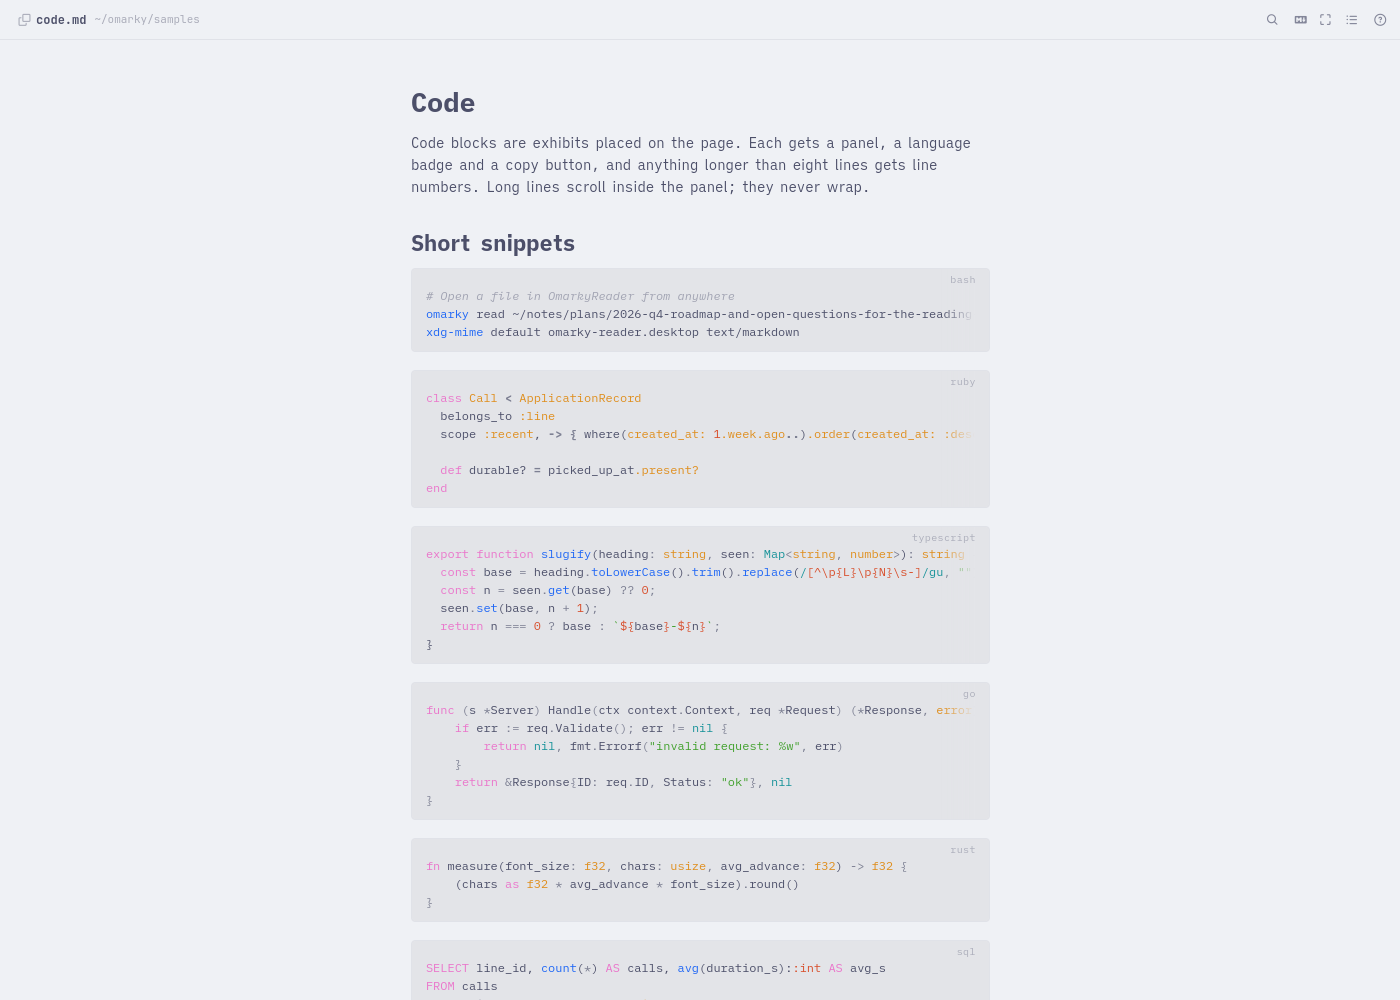 code.md ~/omarky/samples
Code
Code blocks are exhibits placed on the page. Each gets a panel, a language
badge and a copy button, and anything longer than eight lines gets line
numbers. Long lines scroll inside the panel; they never wrap.
Short snippets
bash
# Open a file in OmarkyReader from anywhere
omarky read ~/notes/plans/2026-q4-roadmap-and-open-questions-for-the-reading
xdg-mime default omarky-reader.desktop text/markdown
ruby
class Call < ApplicationRecord
  belongs_to :line
  scope :recent, -> { where(created_at: 1.week.ago..).order(created_at: :des
  def durable? = picked_up_at.present?
end
typescript
export function slugify(heading: string, seen: Map<string, number>): string
  const base = heading.toLowerCase().trim().replace(/[^\p{L}\p{N}\s-]/gu, ""
  const n = seen.get(base) ?? 0;
  seen.set(base, n + 1);
  return n === 0 ? base : `${base}-${n}`;
}
go
func (s *Server) Handle(ctx context.Context, req *Request) (*Response, error
    if err := req.Validate(); err != nil {
        return nil, fmt.Errorf("invalid request: %w", err)
    }
    return &Response{ID: req.ID, Status: "ok"}, nil
}
rust
fn measure(font_size: f32, chars: usize, avg_advance: f32) -> f32 {
    (chars as f32 * avg_advance * font_size).round()
}
sql
SELECT line_id, count(*) AS calls, avg(duration_s)::int AS avg_s
FROM calls